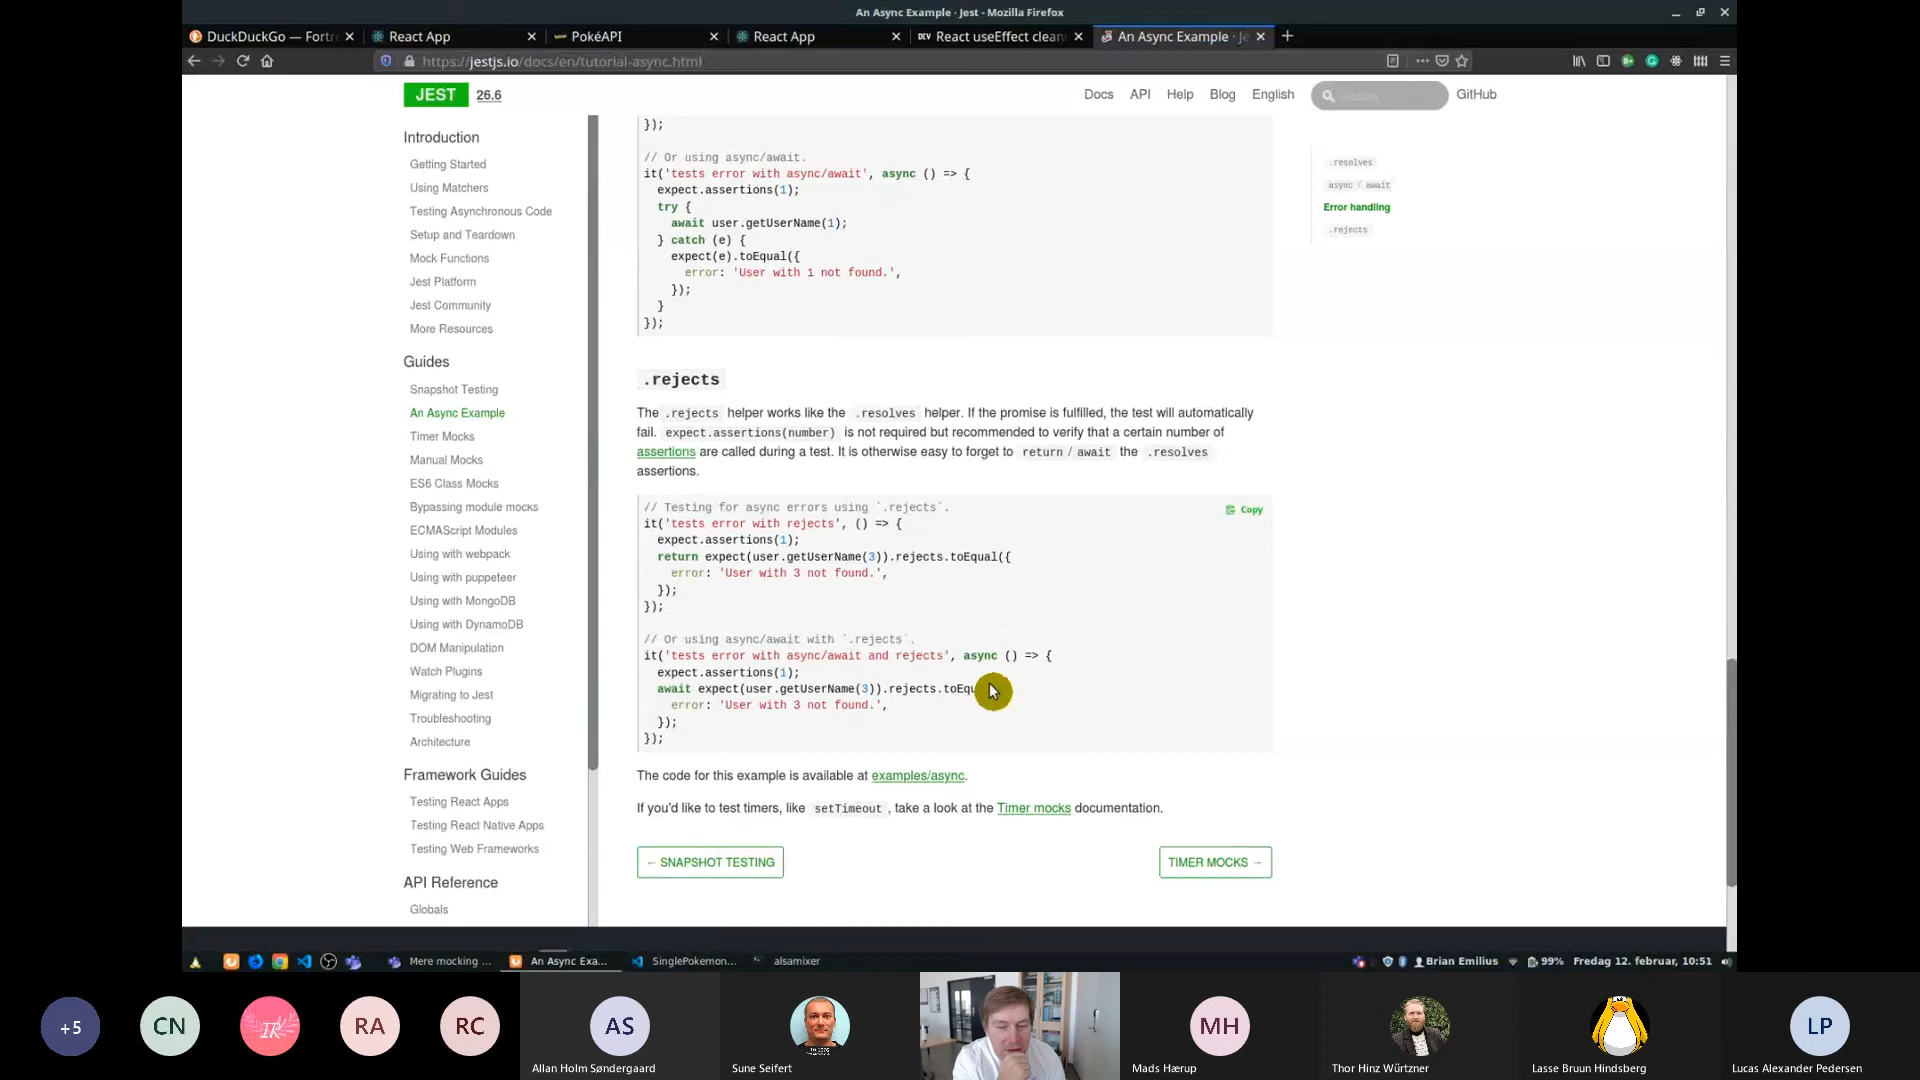 An Async Example · Jest - Mozilla Firefox
DuckDuckGo — Fortr
React App
PokéAPI
React App
DEV React useEffect clean
An Async Example · Je
https://jestjs.io/docs/en/tutorial-async.html
JEST 26.6
Docs API Help Blog English Search GitHub
Introduction
Getting Started
Using Matchers
Testing Asynchronous Code
Setup and Teardown
Mock Functions
Jest Platform
Jest Community
More Resources
Guides
Snapshot Testing
An Async Example
Timer Mocks
Manual Mocks
ES6 Class Mocks
Bypassing module mocks
ECMAScript Modules
Using with webpack
Using with puppeteer
Using with MongoDB
Using with DynamoDB
DOM Manipulation
Watch Plugins
Migrating to Jest
Troubleshooting
Architecture
Framework Guides
Testing React Apps
Testing React Native Apps
Testing Web Frameworks
API Reference
Globals
});
// Or using async/await.
it('tests error with async/await', async () => {
expect.assertions(1);
try {
await user.getUserName(1);
} catch (e) {
expect(e).toEqual({
error: 'User with 1 not found.',
});
}
});
.rejects
The .rejects helper works like the .resolves helper. If the promise is fulfilled, the test will automatically
fail. expect.assertions(number) is not required but recommended to verify that a certain number of
assertions are called during a test. It is otherwise easy to forget to return / await the .resolves
assertions.
Copy
// Testing for async errors using `.rejects`.
it('tests error with rejects', () => {
expect.assertions(1);
return expect(user.getUserName(3)).rejects.toEqual({
error: 'User with 3 not found.',
});
});
// Or using async/await with `.rejects`.
it('tests error with async/await and rejects', async () => {
expect.assertions(1);
await expect(user.getUserName(3)).rejects.toEqu
error: 'User with 3 not found.',
});
});
The code for this example is available at examples/async.
If you'd like to test timers, like setTimeout, take a look at the Timer mocks documentation.
← SNAPSHOT TESTING
TIMER MOCKS →
.resolves
async / await
Error handling
.rejects
Mere mocking ...
An Async Exa...
SinglePokemon...
alsamixer
Brian Emilius
99%
Fredag 12. februar, 10:51
+5
CN
RA
RC
AS
Allan Holm Søndergaard
Sune Seifert
MH
Mads Hærup
Thor Hinz Würtzner
Lasse Bruun Hindsberg
LP
Lucas Alexander Pedersen